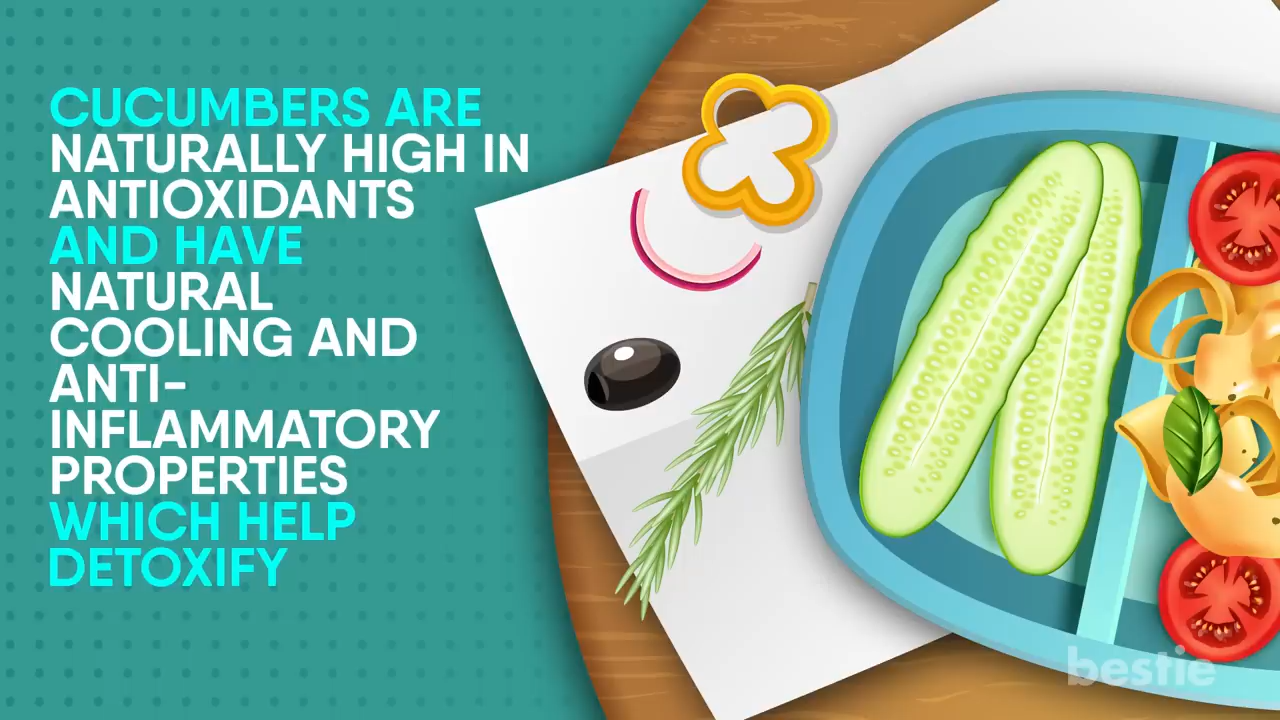 CUCUMBERS ARE
NATURALLY HIGH IN
ANTIOXIDANTS
AND HAVE
NATURAL
COOLING AND
ANTI-
INFLAMMATORY
PROPERTIES
WHICH HELP
DETOXIFY
bestie